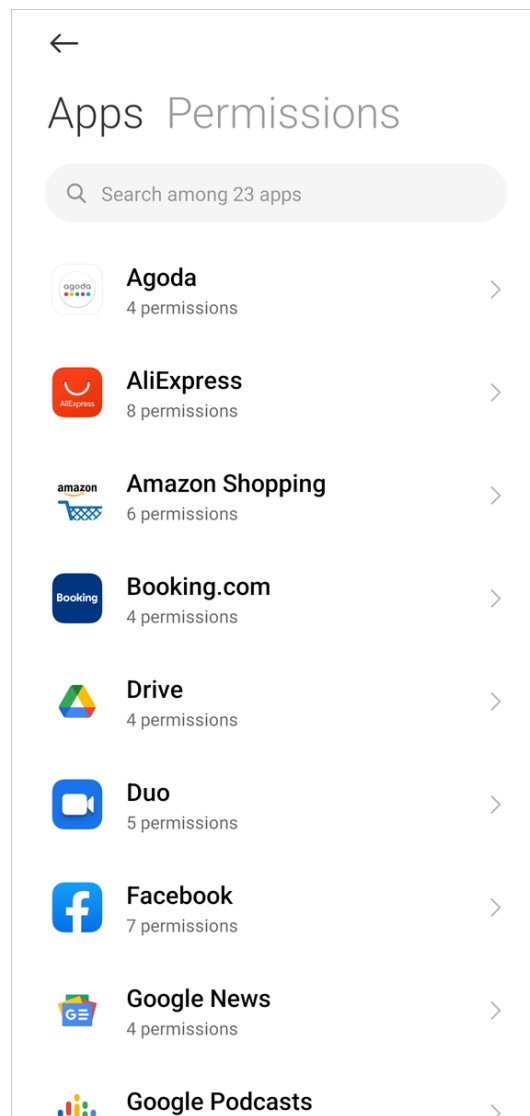 Apps Permissions
Search among 23 apps
agoda
Agoda
4 permissions
AliExpress
AliExpress
8 permissions
amazon
Amazon Shopping
6 permissions
Booking
Booking.com
4 permissions
Drive
4 permissions
Duo
5 permissions
Facebook
7 permissions
G
Google News
4 permissions
Google Podcasts